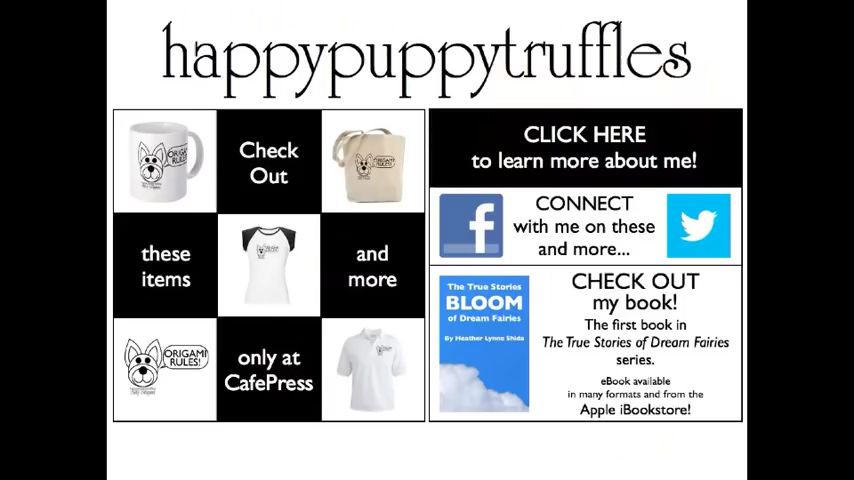 happypuppytruffles
ORIGAMI
RULES!
Check
Out
these
items
and
more
ORIGAMI
RULES!
only at
CafePress
CLICK HERE
to learn more about me!
CONNECT
with me on these
and more...
The True Stories
BLOOM
of Dream Fairies
By Heather Lynne Shida
CHECK OUT
my book!
The first book in
The True Stories of Dream Fairies
series.
eBook available
in many formats and from the
Apple iBookstore!